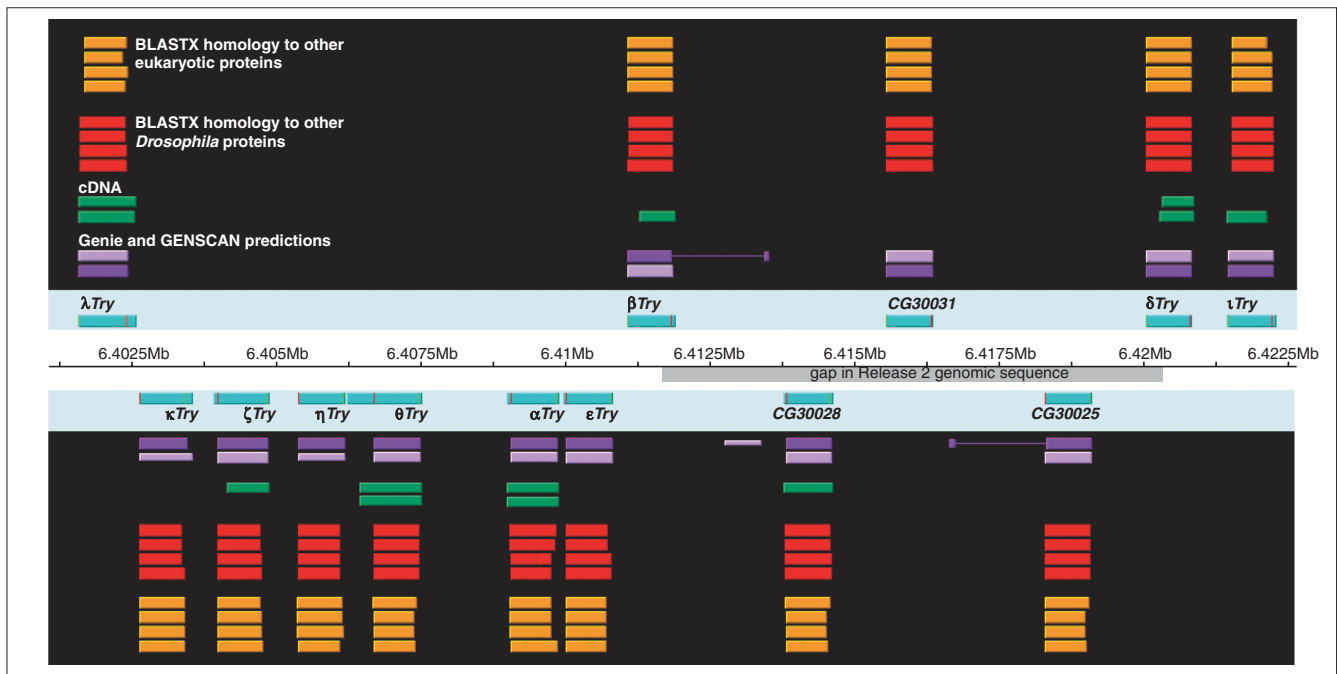 BLASTX homology to other
eukaryotic proteins
BLASTX homology to other
Drosophila proteins
cDNA
Genie and GENSCAN predictions
λTry βTry CG30031 δTry ιTry
6.4025Mb 6.405Mb 6.4075Mb 6.41Mb 6.4125Mb 6.415Mb 6.4175Mb 6.42Mb 6.4225Mb
gap in Release 2 genomic sequence
κTry ζTry ηTry θTry αTry εTry CG30028 CG30025